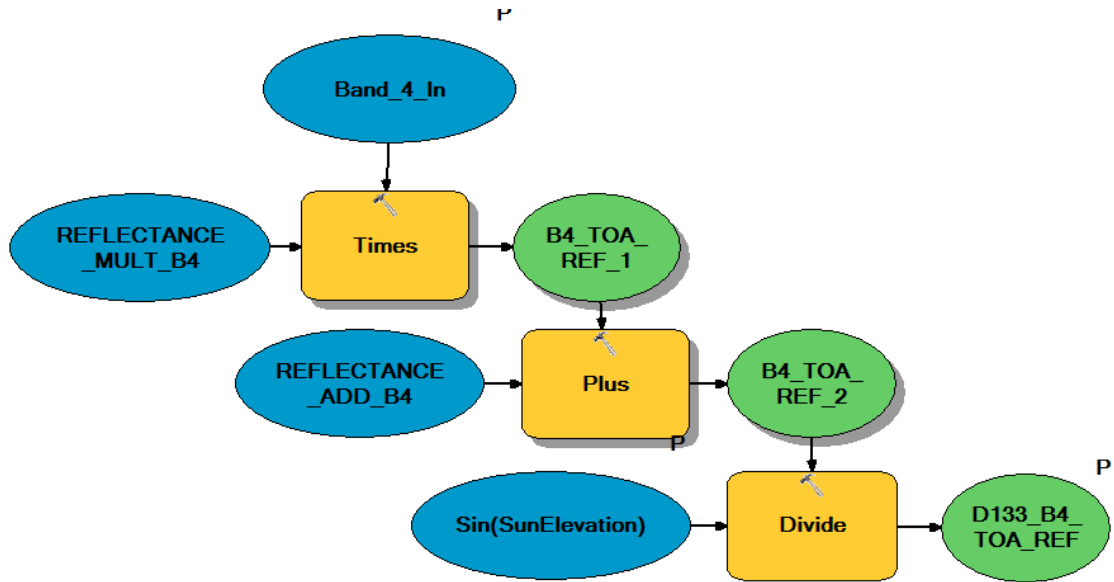 P
Band_4_In
REFLECTANCE
_MULT_B4
Times
B4_TOA_
REF_1
REFLECTANCE
_ADD_B4
Plus
B4_TOA_
REF_2
P
Sin(SunElevation)
Divide
P
D133_B4_
TOA_REF